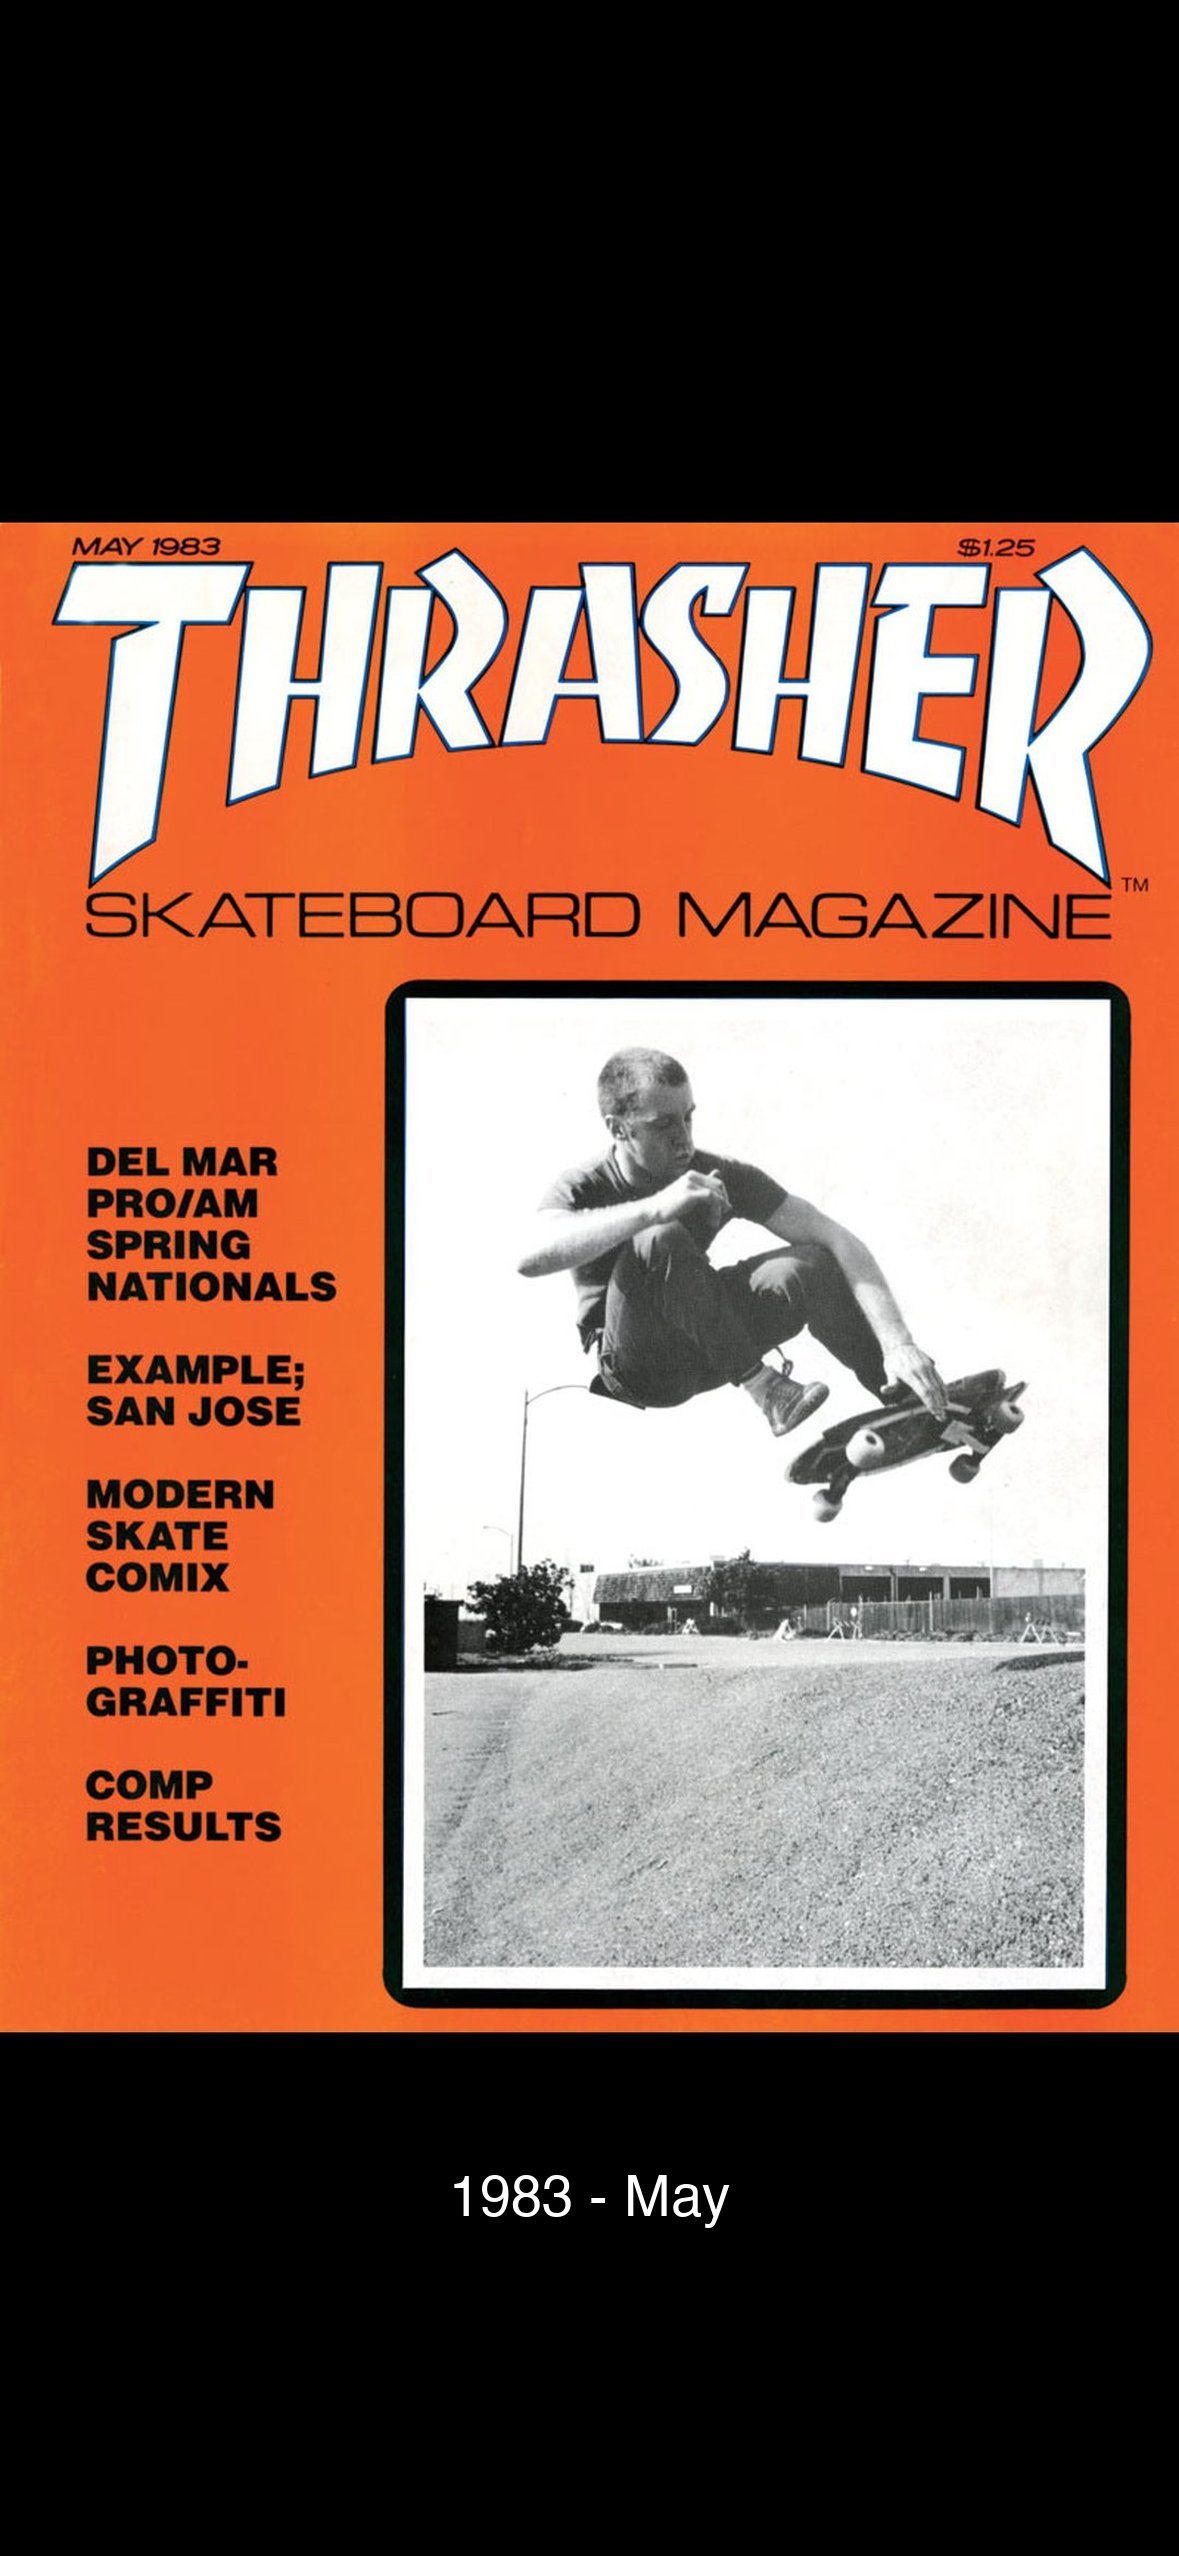 MAY 1983
$1.25
THRASHER
TM
SKATEBOARD MAGAZINE
DEL MAR
PRO/AM
SPRING
NATIONALS
EXAMPLE;
SAN JOSE
MODERN
SKATE
COMIX
PHOTO-
GRAFFITI
COMP
RESULTS
1983 - May